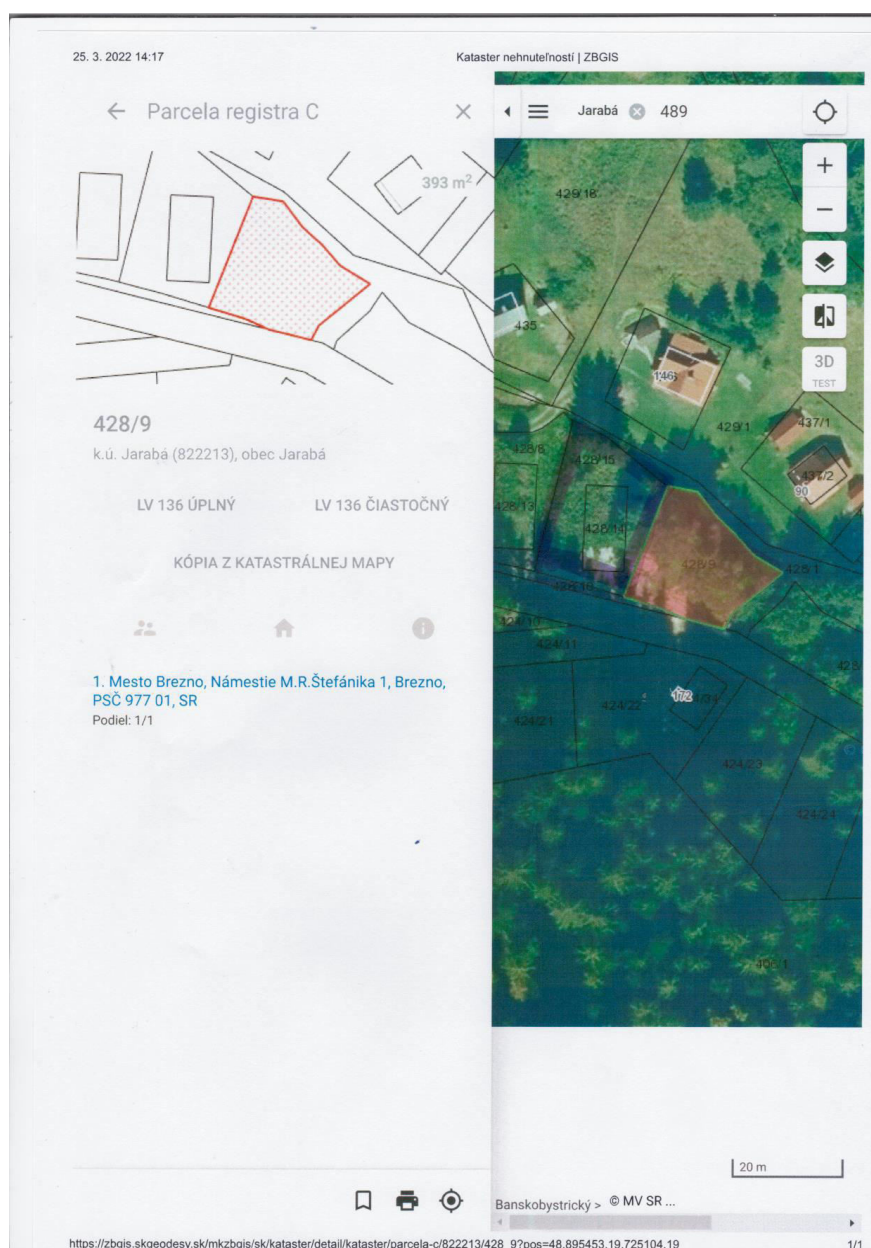 25. 3. 2022 14:17
Kataster nehnuteľností | ZBGIS
Parcela registra C
Jarabá
489
393 m²
428/9
k.ú. Jarabá (822213), obec Jarabá
LV 136 ÚPLNÝ
LV 136 ČIASTOČNÝ
KÓPIA Z KATASTRÁLNEJ MAPY
1. Mesto Brezno, Námestie M.R.Štefánika 1, Brezno,
PSČ 977 01, SR
Podiel: 1/1
3D
TEST
429/18
435
146
429/1
437/1
437/2
90
428/8
428/15
428/13
428/14
428/9
428/1
424/10
424/11
424/22
172
424/21
424/23
424/24
406/1
20 m
Banskobystrický > © MV SR ...
https://zbgis.skgeodesy.sk/mkzbgis/sk/kataster/detail/kataster/parcela-c/822213/428_9?pos=48.895453,19.725104,19
1/1